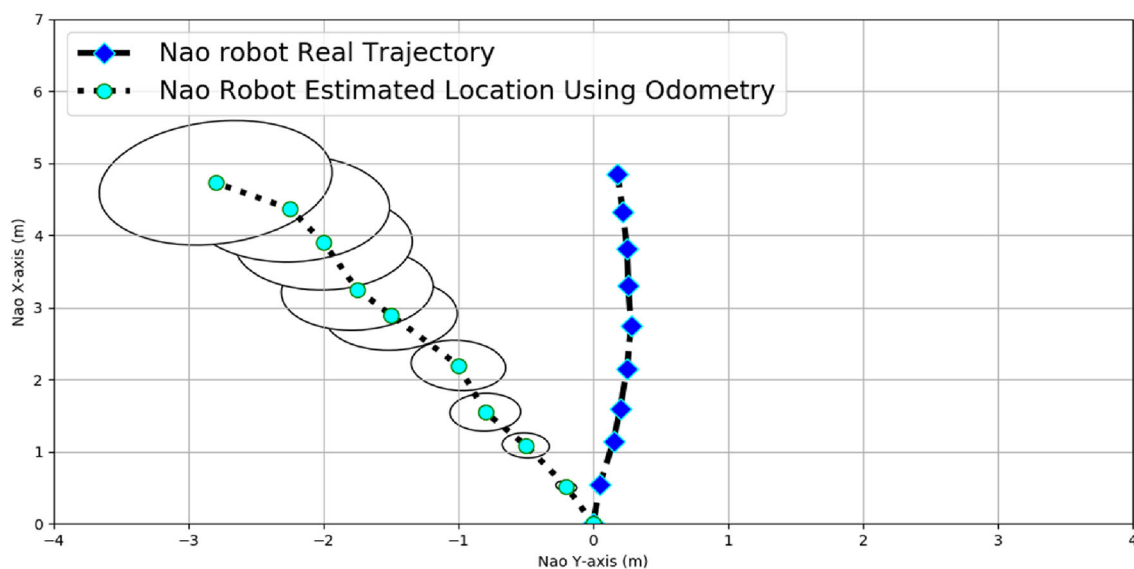 Nao robot Real Trajectory
Nao Robot Estimated Location Using Odometry
7
6
5
4
3
2
1
0
Nao X-axis (m)
−4 −3 −2 −1 0 1 2 3 4
Nao Y-axis (m)